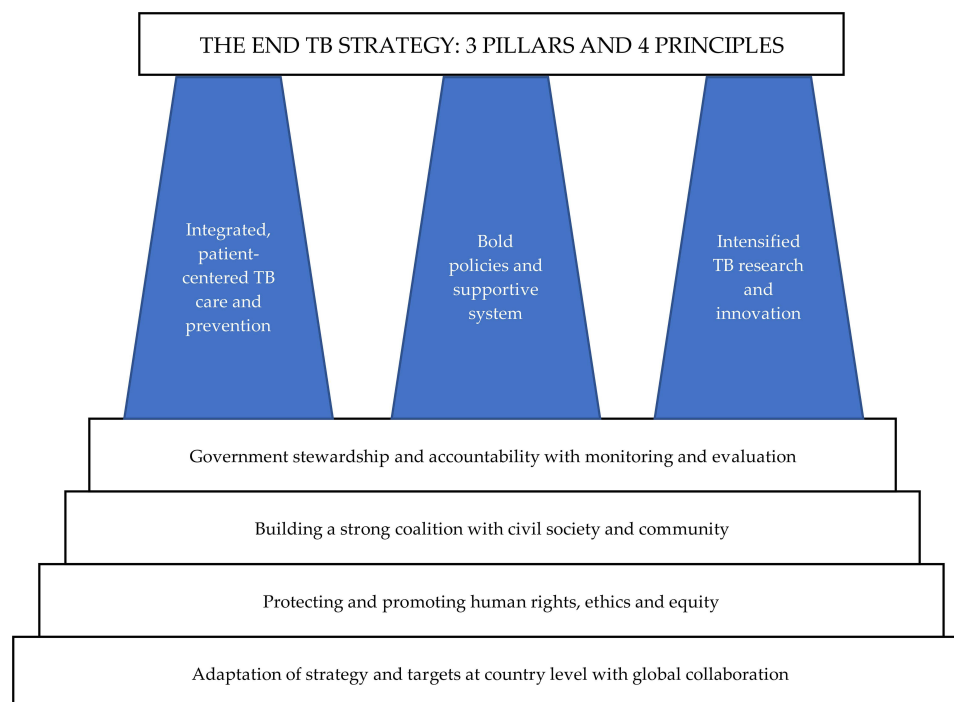 THE END TB STRATEGY: 3 PILLARS AND 4 PRINCIPLES
Integrated,
patient-
centered TB
care and
prevention
Bold
policies and
supportive
system
Intensified
TB research
and
innovation
Government stewardship and accountability with monitoring and evaluation
Building a strong coalition with civil society and community
Protecting and promoting human rights, ethics and equity
Adaptation of strategy and targets at country level with global collaboration